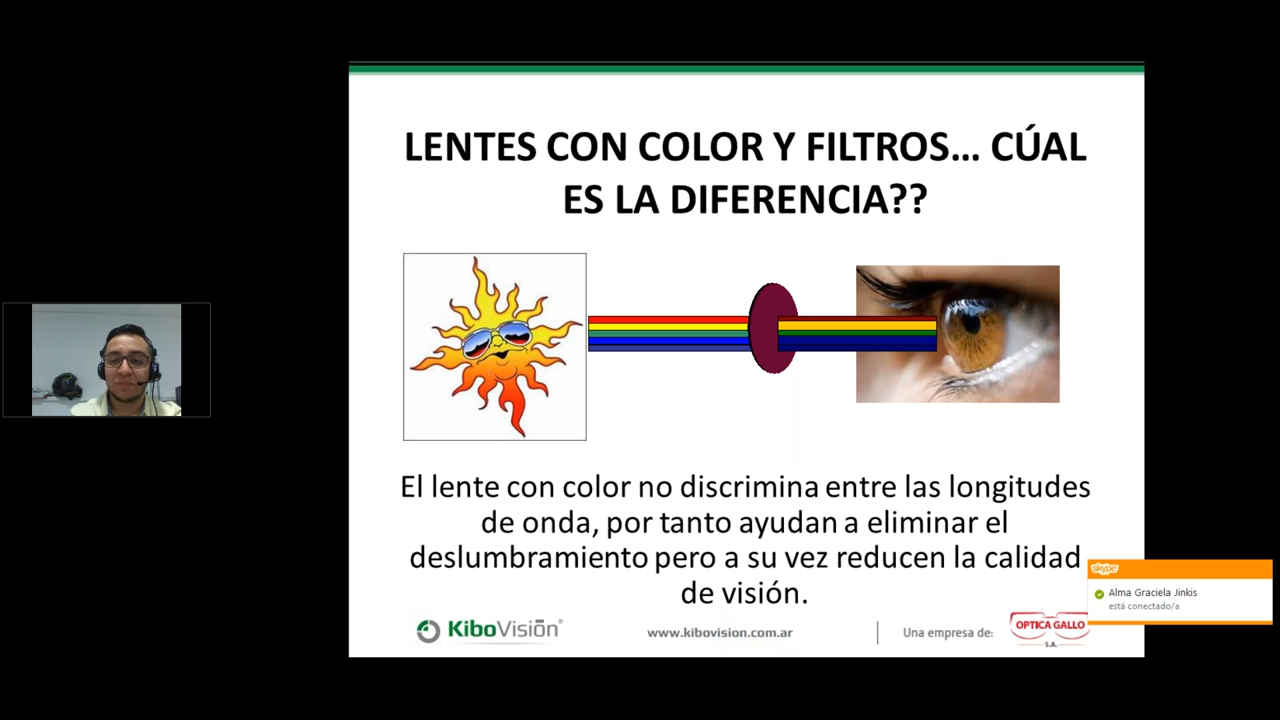 LENTES CON COLOR Y FILTROS... CÚAL
ES LA DIFERENCIA??
El lente con color no discrimina entre las longitudes
de onda, por tanto ayudan a eliminar el
deslumbramiento pero a su vez reducen la calidad
de visión.
skype
Alma Graciela Jinkis
está conectado/a
KiboVisiōn®
www.kibovision.com.ar
Una empresa de:
OPTICA GALLO
S.A.